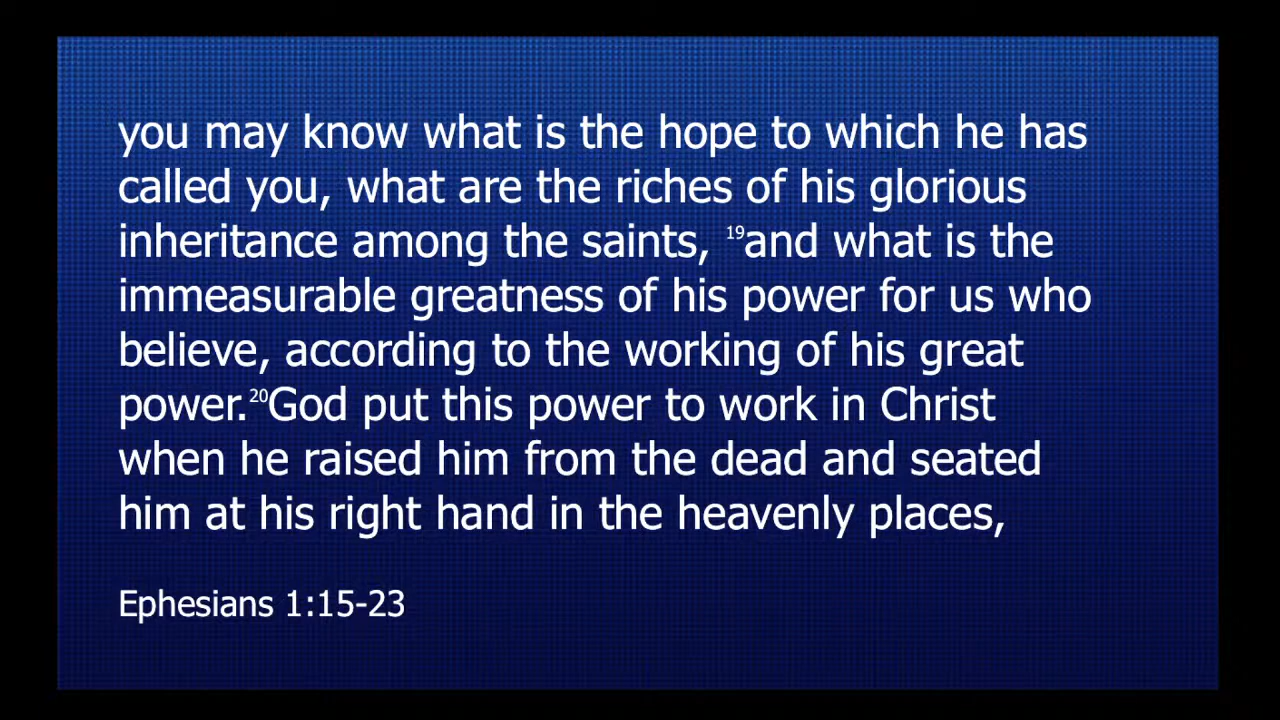 you may know what is the hope to which he has
called you, what are the riches of his glorious
inheritance among the saints, 19and what is the
immeasurable greatness of his power for us who
believe, according to the working of his great
power.20God put this power to work in Christ
when he raised him from the dead and seated
him at his right hand in the heavenly places,
Ephesians 1:15-23